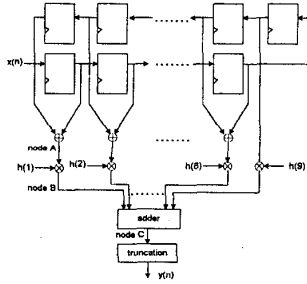 x(n)
node A
h(1)
h(2)
h(8)
h(9)
node B
adder
node C
truncation
y(n)